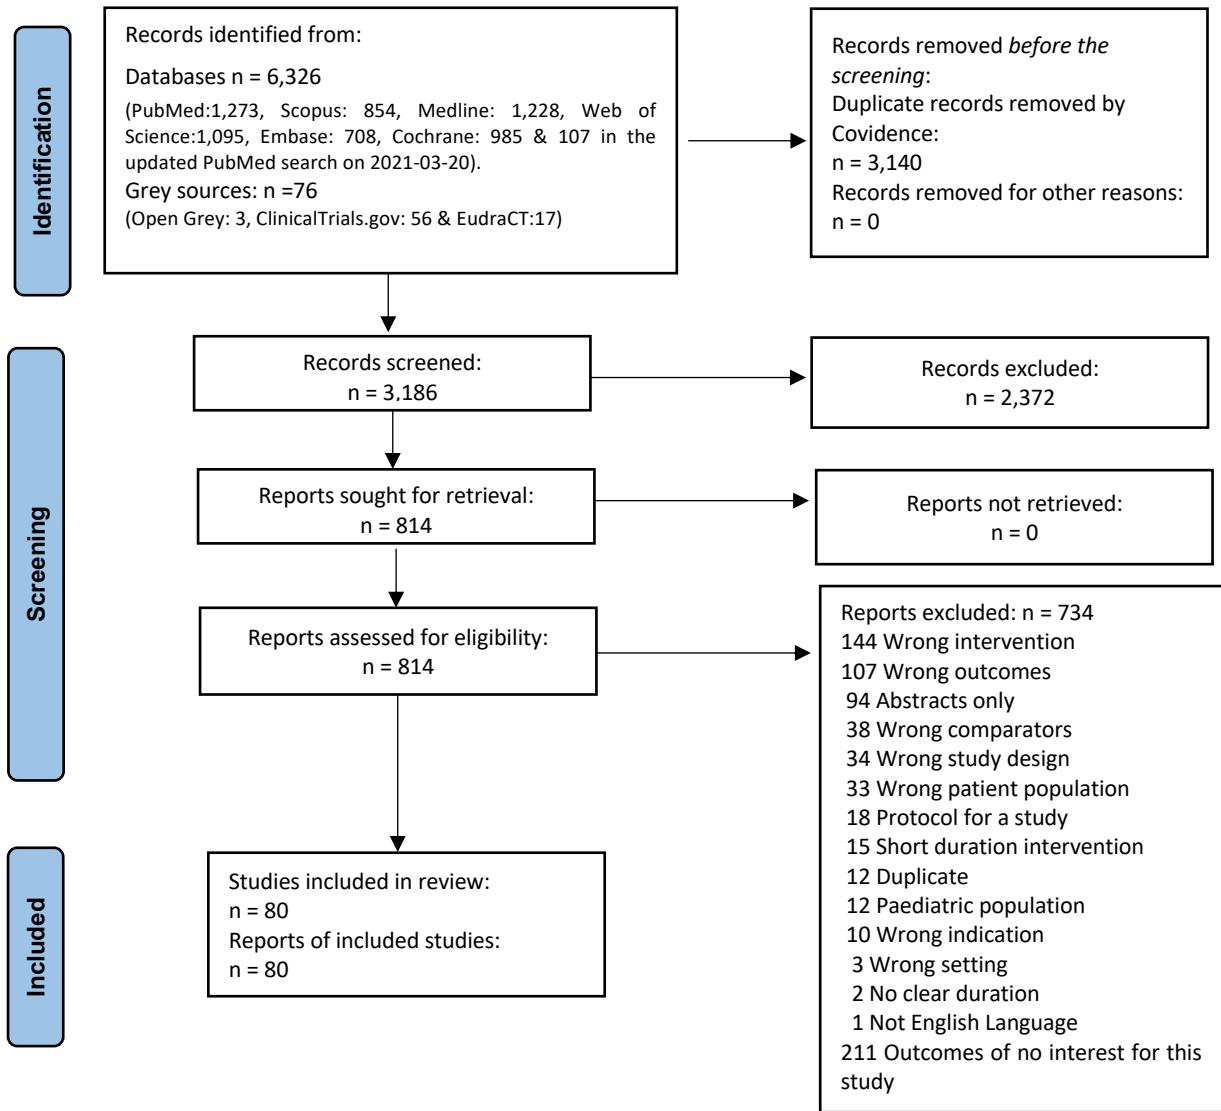 Identification
Records identified from:
Databases n = 6,326
(PubMed:1,273, Scopus: 854, Medline: 1,228, Web of
Science:1,095, Embase: 708, Cochrane: 985 & 107 in the
updated PubMed search on 2021-03-20).
Grey sources: n =76
(Open Grey: 3, ClinicalTrials.gov: 56 & EudraCT:17)
Records removed before the
screening:
Duplicate records removed by
Covidence:
n = 3,140
Records removed for other reasons:
n = 0
Screening
Records screened:
n = 3,186
Records excluded:
n = 2,372
Reports sought for retrieval:
n = 814
Reports not retrieved:
n = 0
Reports assessed for eligibility:
n = 814
Reports excluded: n = 734
144 Wrong intervention
107 Wrong outcomes
94 Abstracts only
38 Wrong comparators
34 Wrong study design
33 Wrong patient population
18 Protocol for a study
15 Short duration intervention
12 Duplicate
12 Paediatric population
10 Wrong indication
3 Wrong setting
2 No clear duration
1 Not English Language
211 Outcomes of no interest for this
study
Included
Studies included in review:
n = 80
Reports of included studies:
n = 80